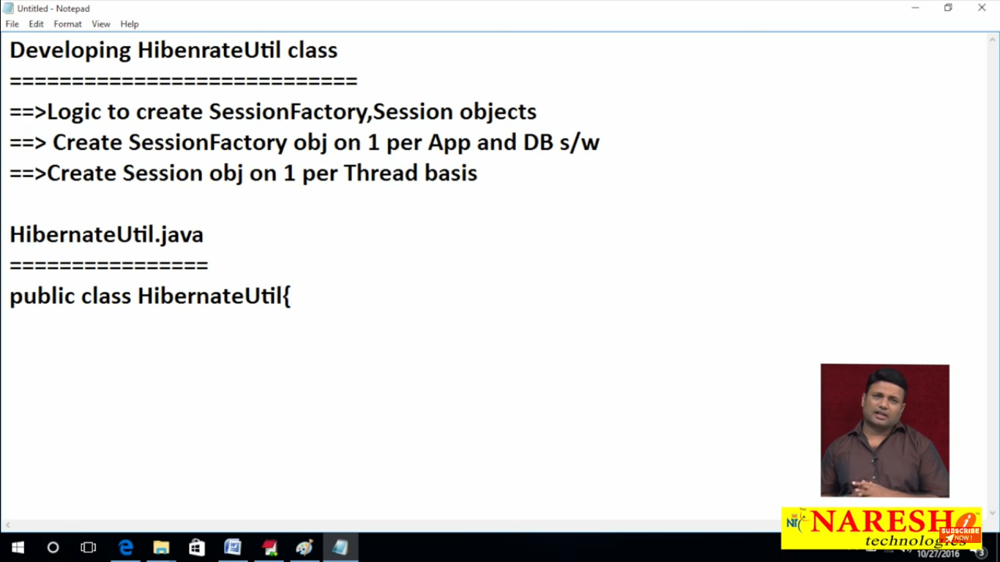 Untitled - Notepad
File Edit Format View Help
Developing HibenrateUtil class
============================
==>Logic to create SessionFactory,Session objects
==> Create SessionFactory obj on 1 per App and DB s/w
==>Create Session obj on 1 per Thread basis
HibernateUtil.java
================
public class HibernateUtil{
NARESH i
technologies
SUBSCRIBE
NOW !
10/27/2016
3